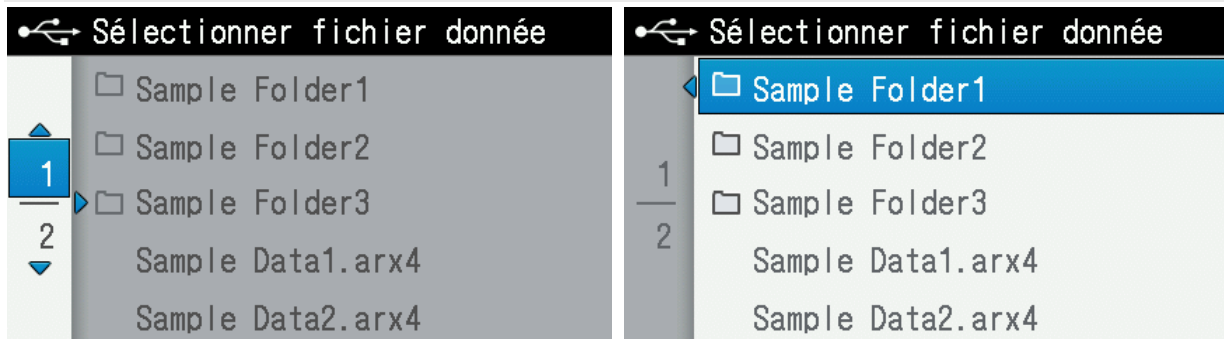 Sélectionner fichier donnée
Sample Folder1
Sample Folder2
Sample Folder3
Sample Data1.arx4
Sample Data2.arx4
1
2
Sélectionner fichier donnée
Sample Folder1
Sample Folder2
Sample Folder3
Sample Data1.arx4
Sample Data2.arx4
1
2